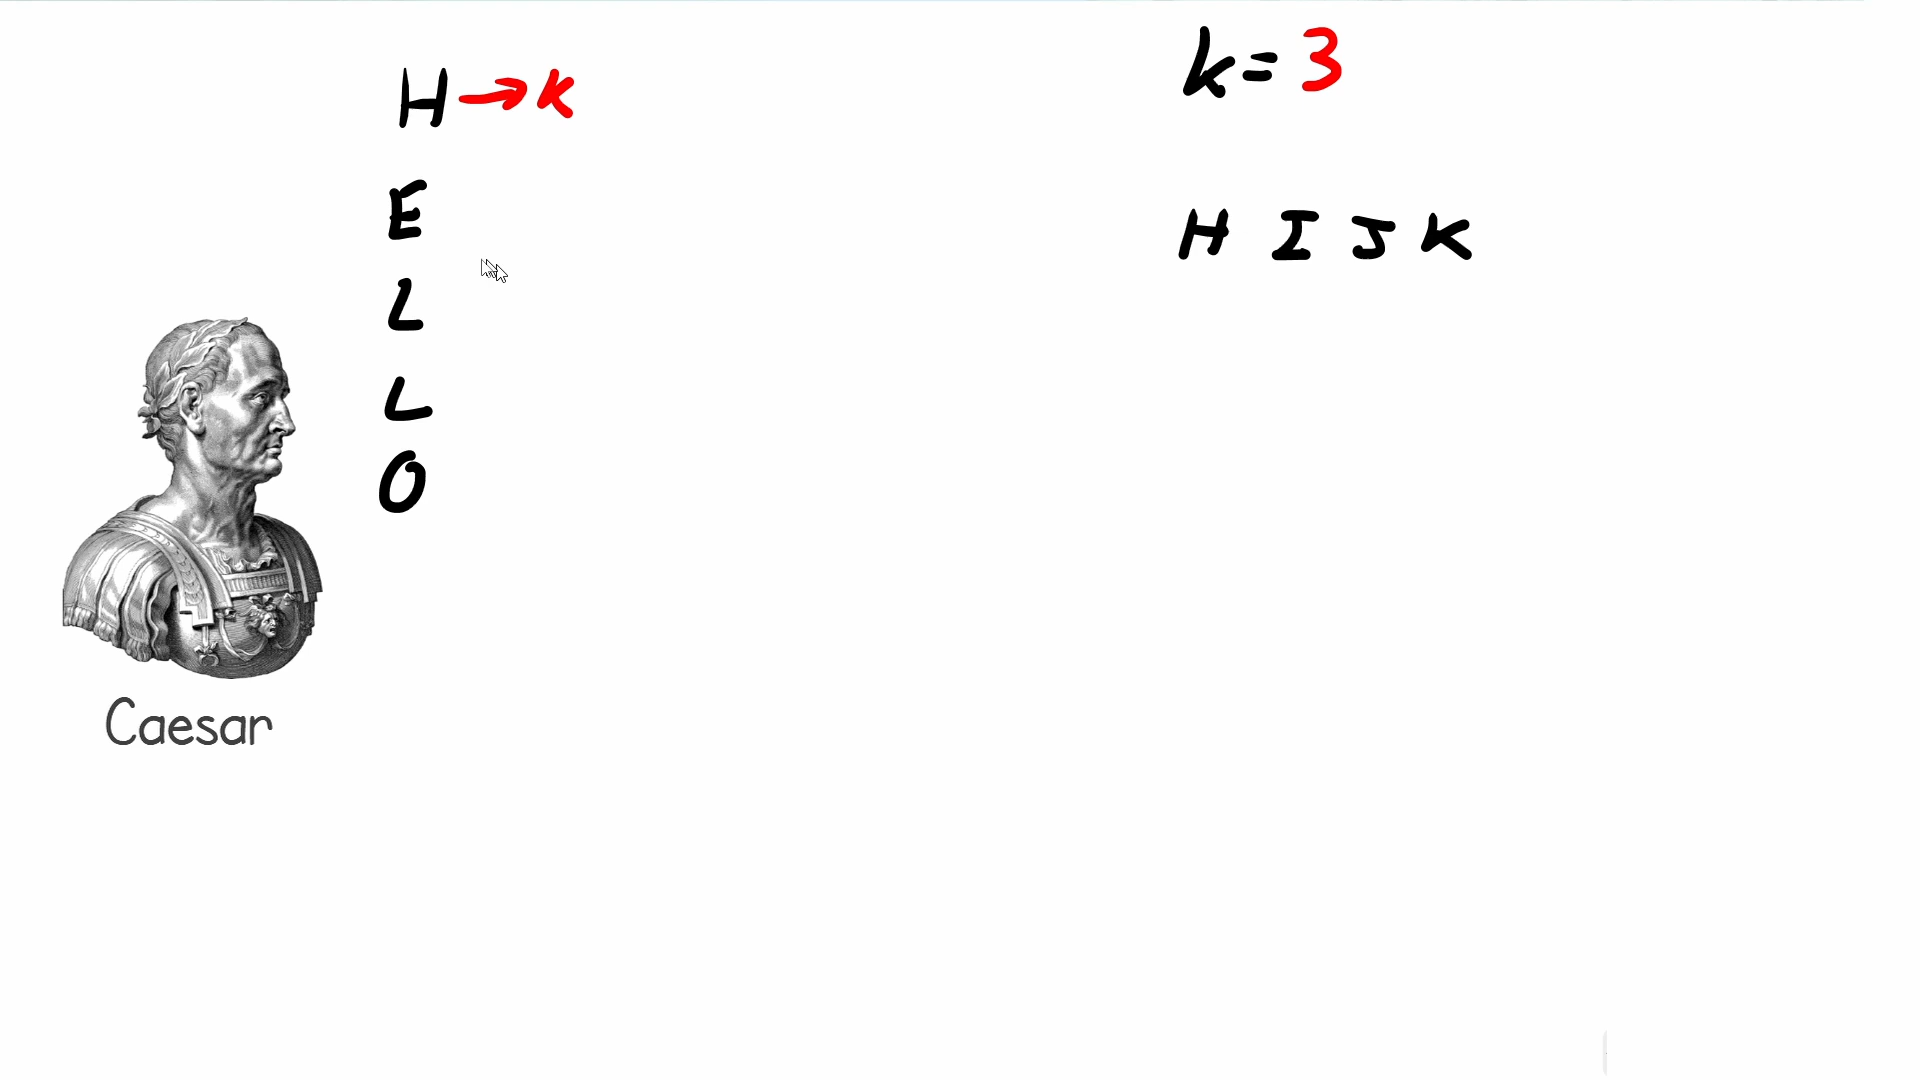 H → K
E
L
L
O
k = 3
H I J K
Caesar